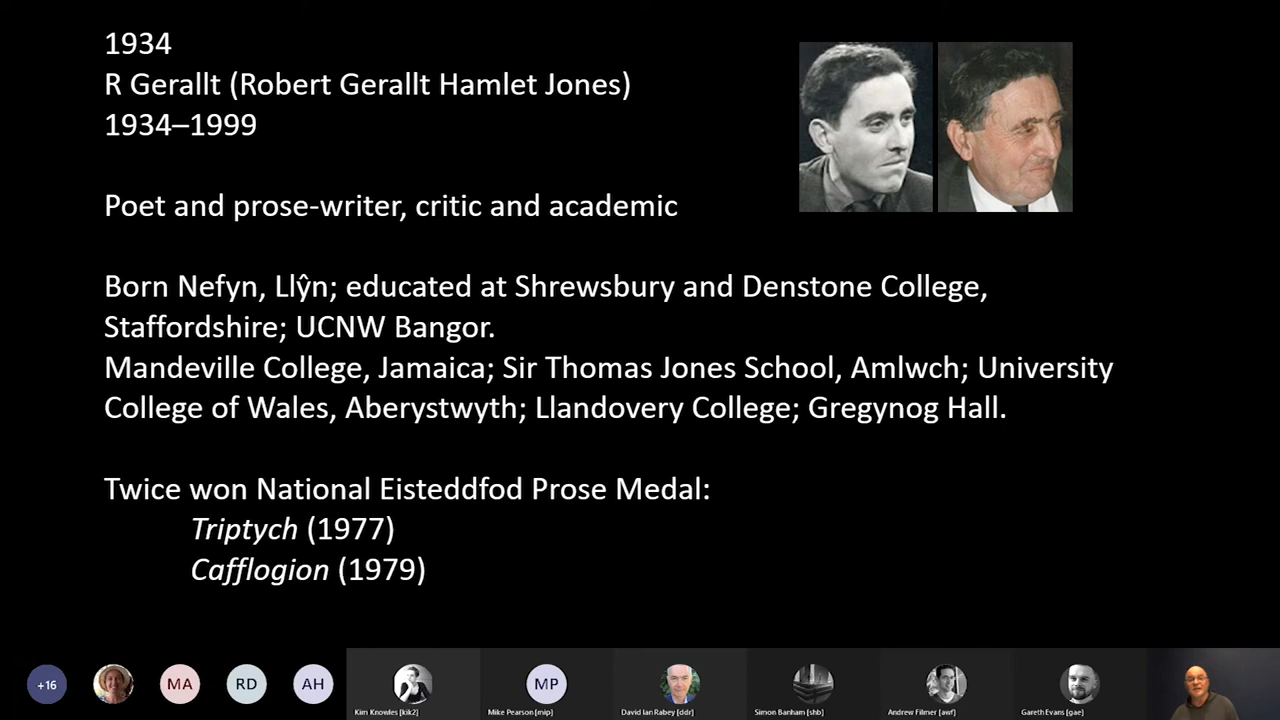 1934
R Gerallt (Robert Gerallt Hamlet Jones)
1934–1999
Poet and prose-writer, critic and academic
Born Nefyn, Llŷn; educated at Shrewsbury and Denstone College,
Staffordshire; UCNW Bangor.
Mandeville College, Jamaica; Sir Thomas Jones School, Amlwch; University
College of Wales, Aberystwyth; Llandovery College; Gregynog Hall.
Twice won National Eisteddfod Prose Medal:
Triptych (1977)
Cafflogion (1979)
+16
MA
RD
AH
MP
Kim Knowles [kik2]
Mike Pearson [mip]
David Ian Rabey [ddr]
Simon Banham [shb]
Andrew Filmer [awf]
Gareth Evans [gae]